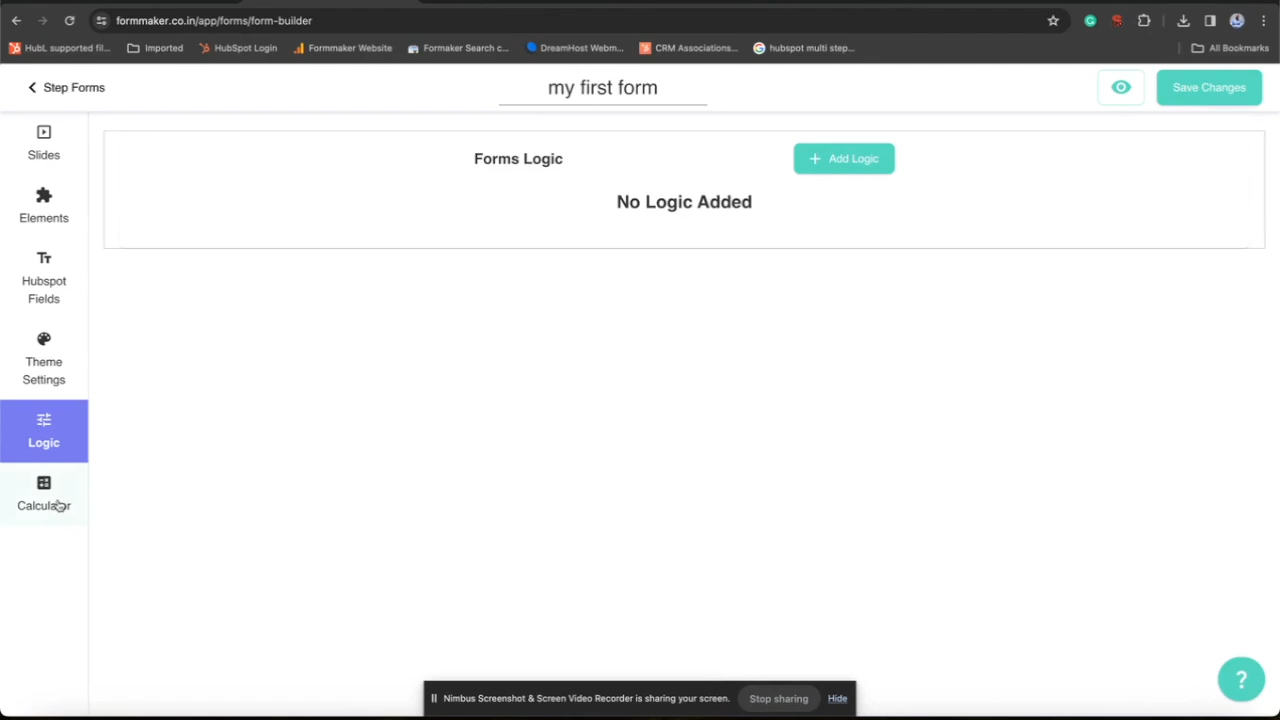 formmaker.co.in/app/forms/form-builder
HubL supported fil...
Imported
HubSpot Login
Formmaker Website
Formaker Search c...
DreamHost Webm...
CRM Associations...
hubspot multi step...
All Bookmarks
Step Forms
my first form
Save Changes
Slides
Elements
Tт
Hubspot
Fields
Theme
Settings
Logic
Calculator
Forms Logic
+ Add Logic
No Logic Added
Nimbus Screenshot & Screen Video Recorder is sharing your screen.
Stop sharing
Hide
?